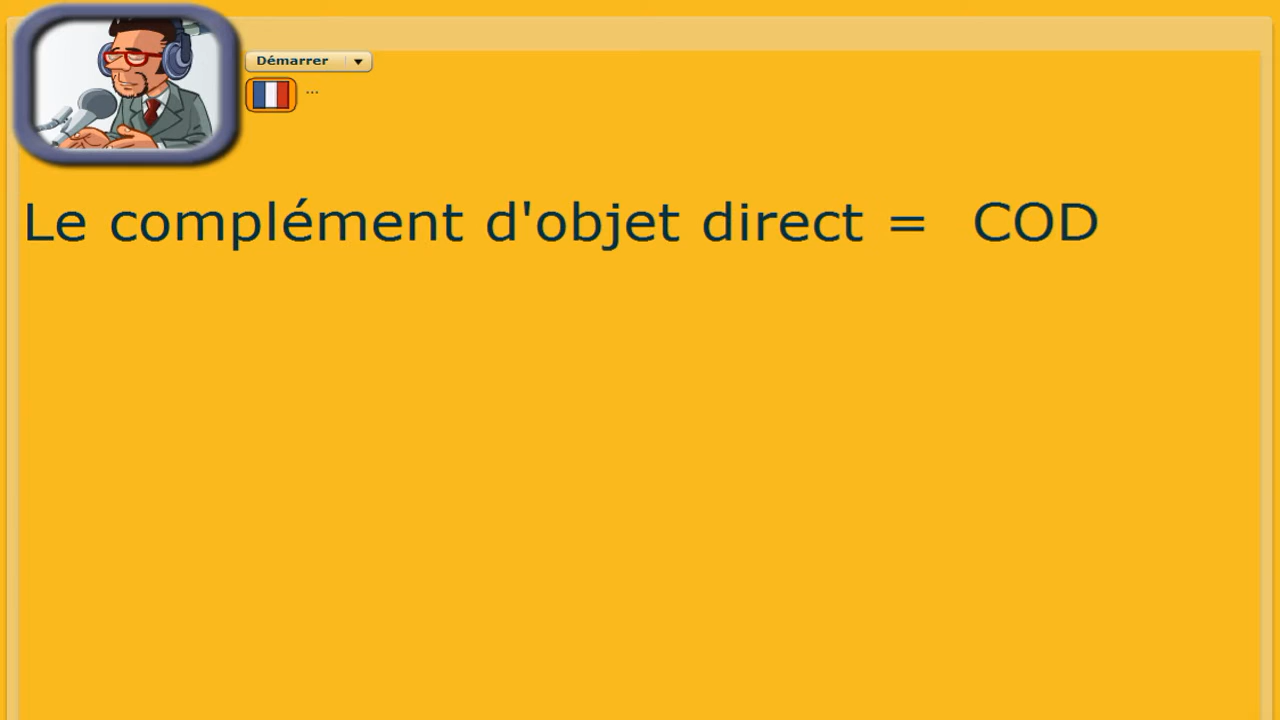 Démarrer
...
Le complément d'objet direct = COD